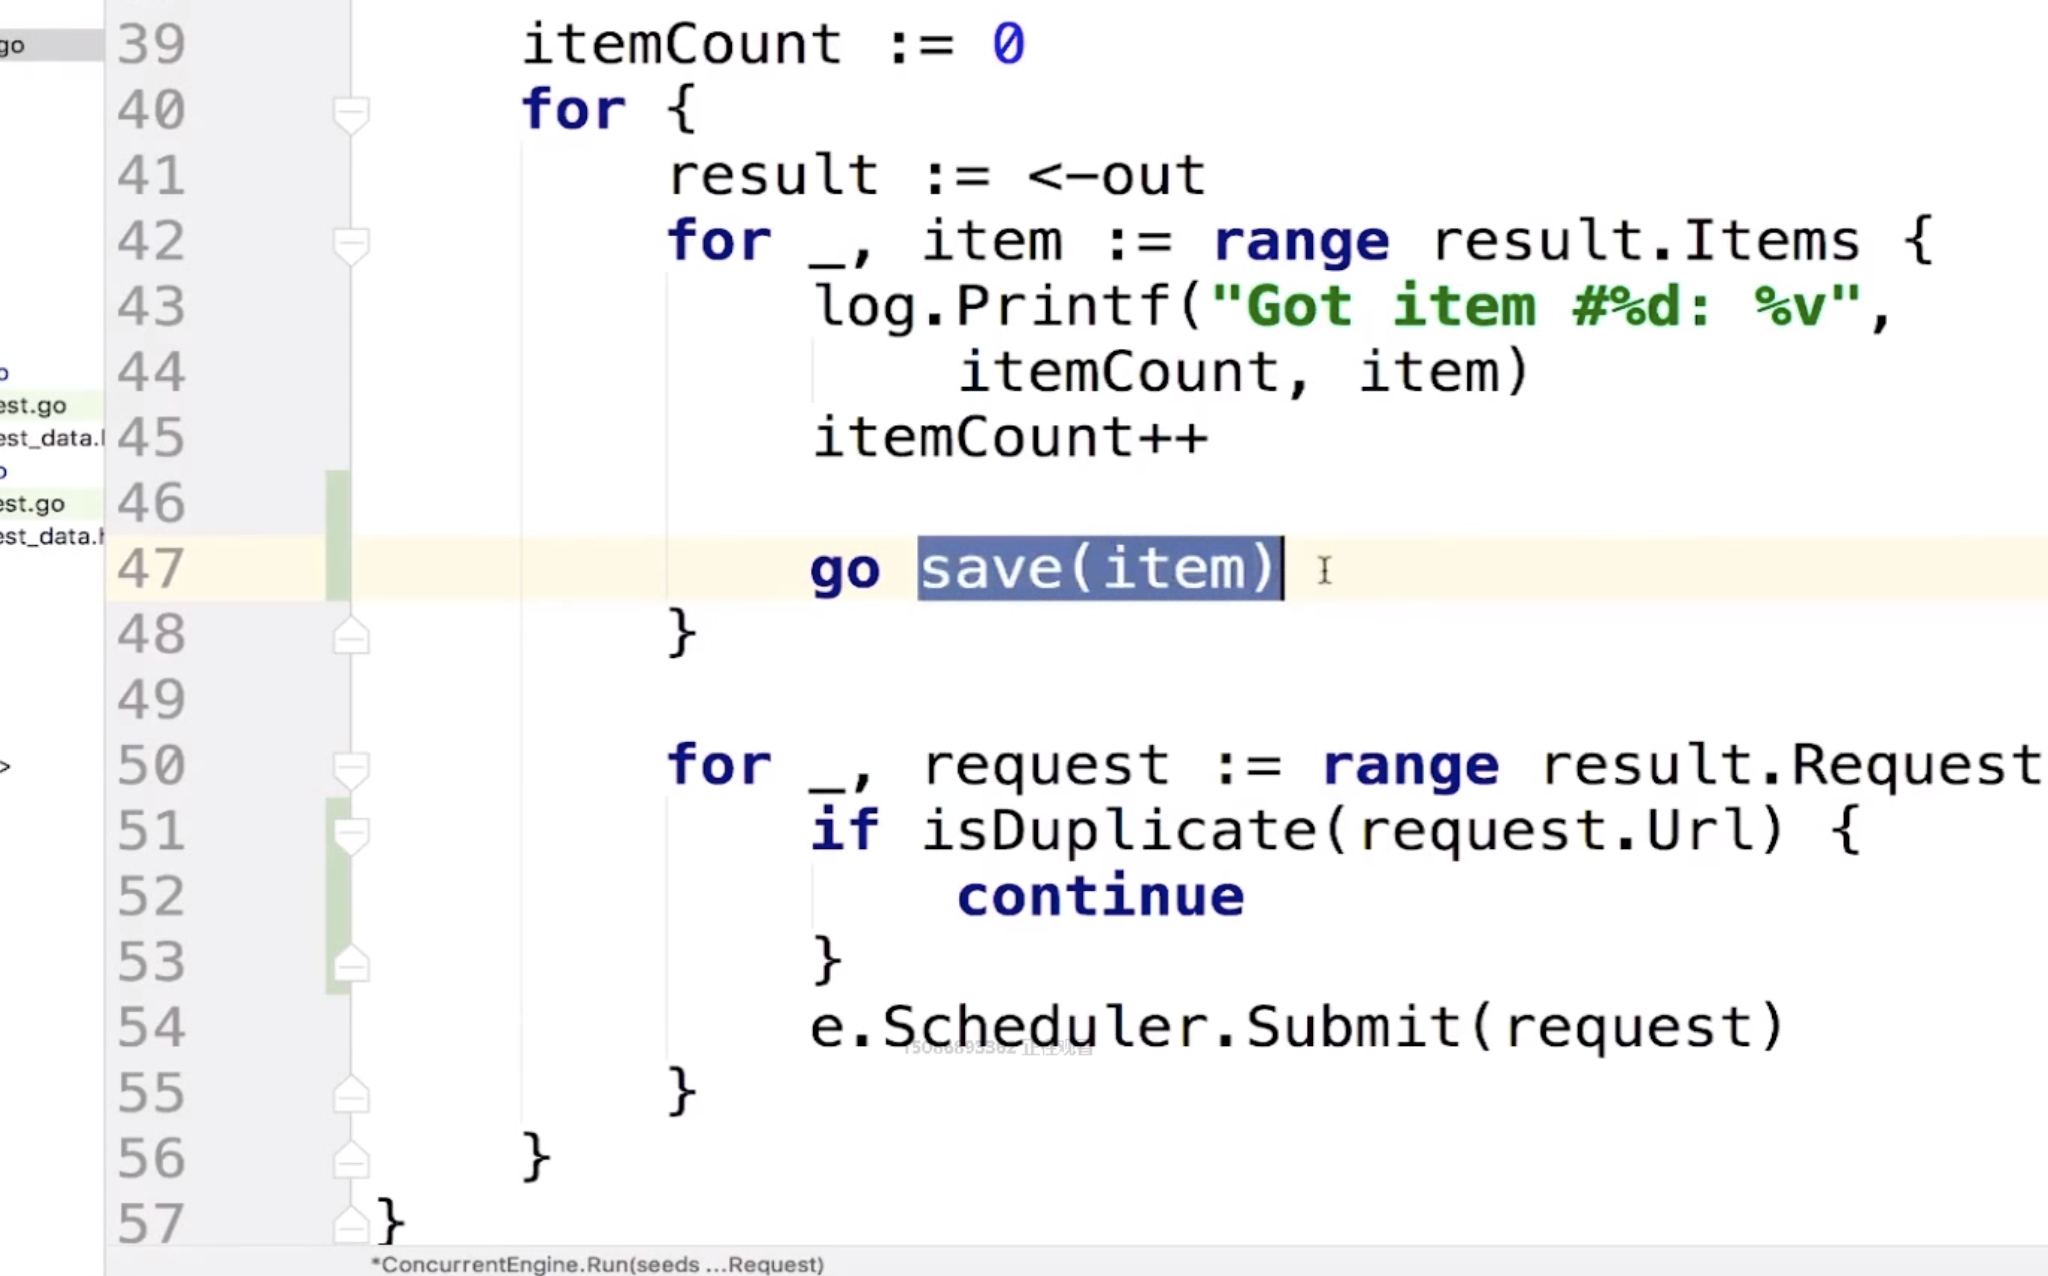 go
39 itemCount := 0
40 for {
41 result := <-out
42 for _, item := range result.Items {
43 log.Printf("Got item #%d: %v",
44 itemCount, item)
45 itemCount++
46
47 go save(item)
48 }
49
50 for _, request := range result.Request
51 if isDuplicate(request.Url) {
52 continue
53 }
54 e.Scheduler.Submit(request)
55 }
56 }
57 }
o
est.go
est_data.
o
est.go
est_data.
>
*ConcurrentEngine.Run(seeds ...Request)